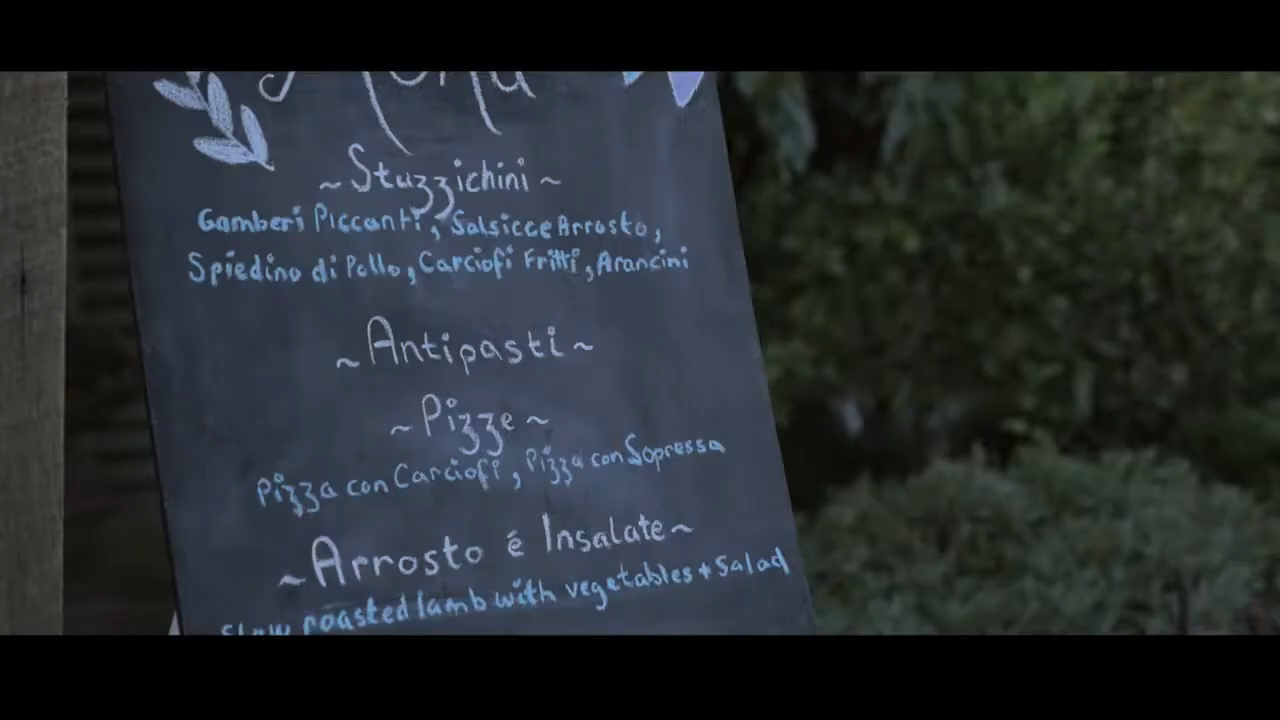 ~Stuzzichini~
Gamberi Piccanti, Salsicce Arrosto,
Spiedino di Pollo, Carciofi Fritti, Arancini
~Antipasti~
~Pizze~
Pizza con Carciofi, Pizza con Sopressa
~Arrosto é Insalate~
Slow roasted lamb with vegetables + Salad